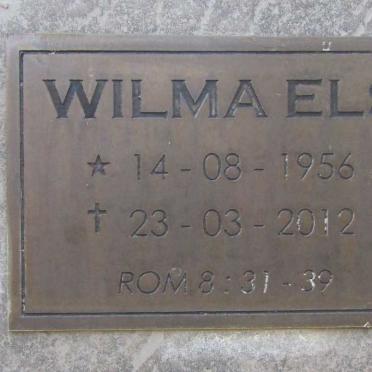 WILMA ELS
★ 14 - 08 - 1956
✝ 23 - 03 - 2012
ROM 8 : 31 - 39